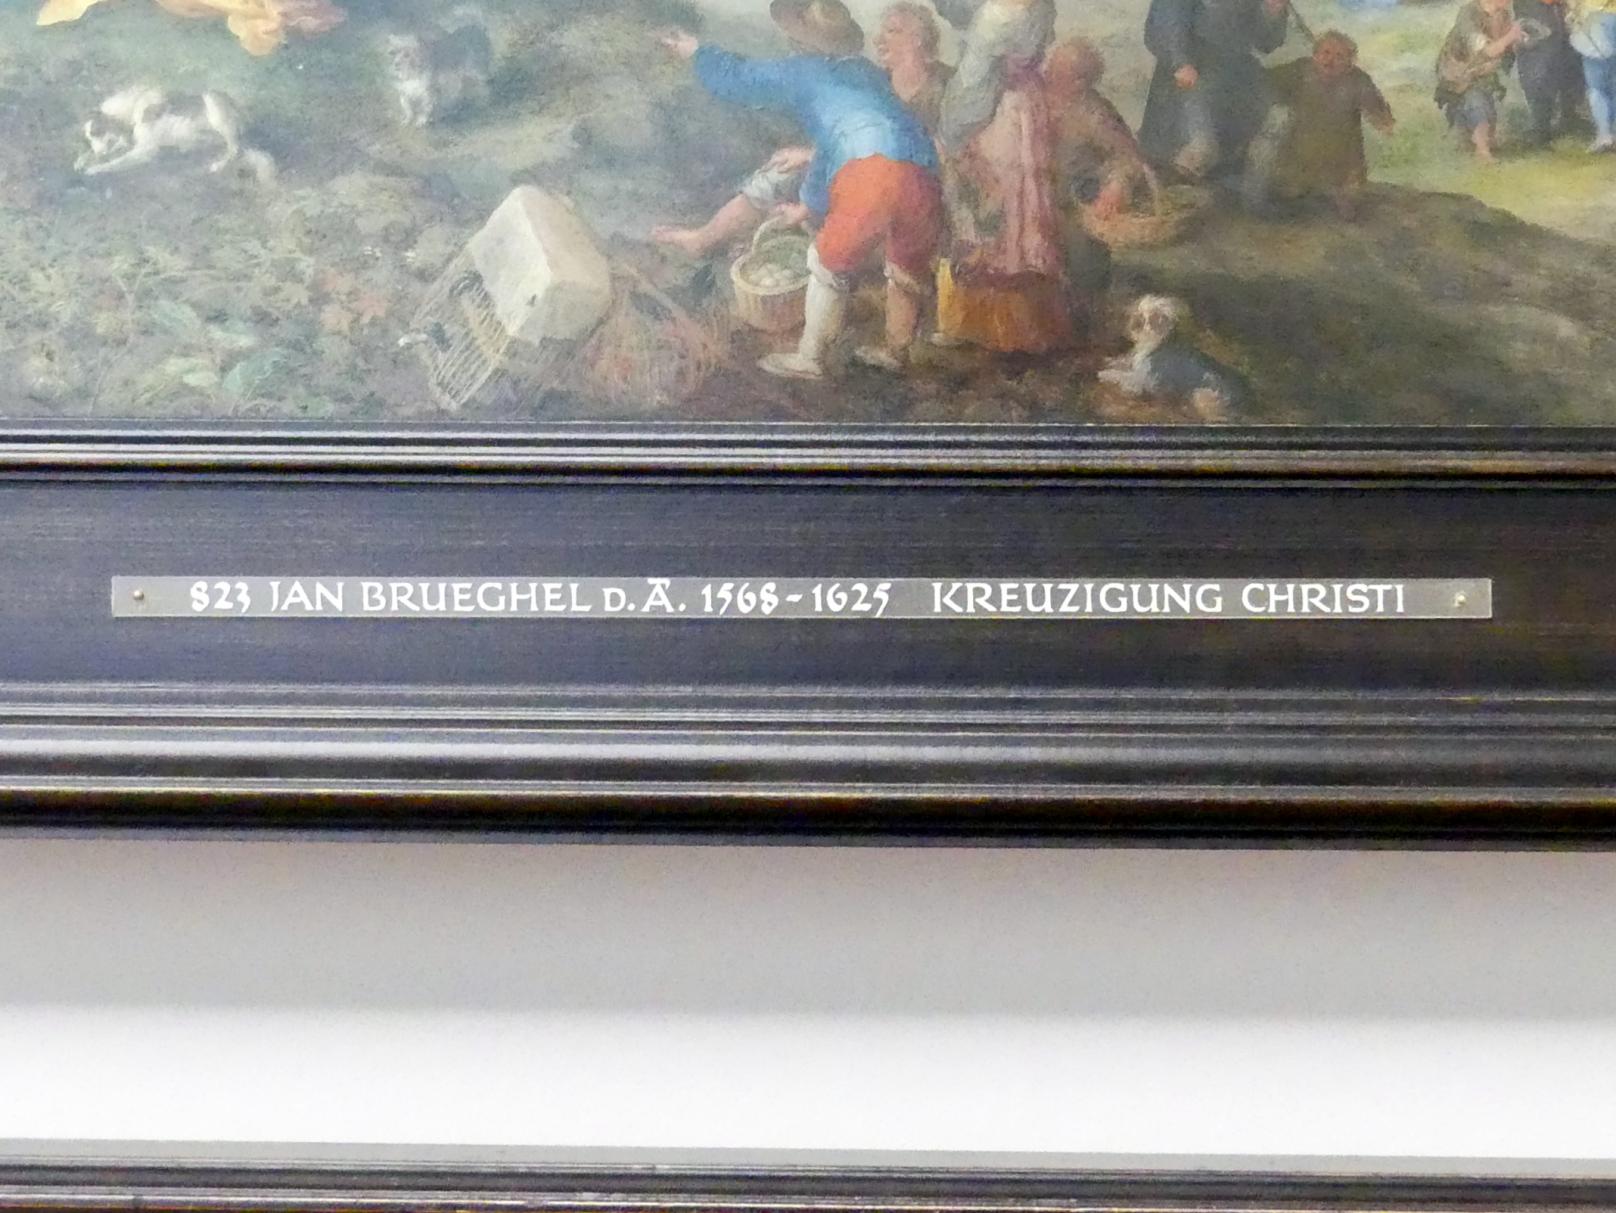 823 JAN BRUEGHEL D.Ä. 1568-1625 KREUZIGUNG CHRISTI